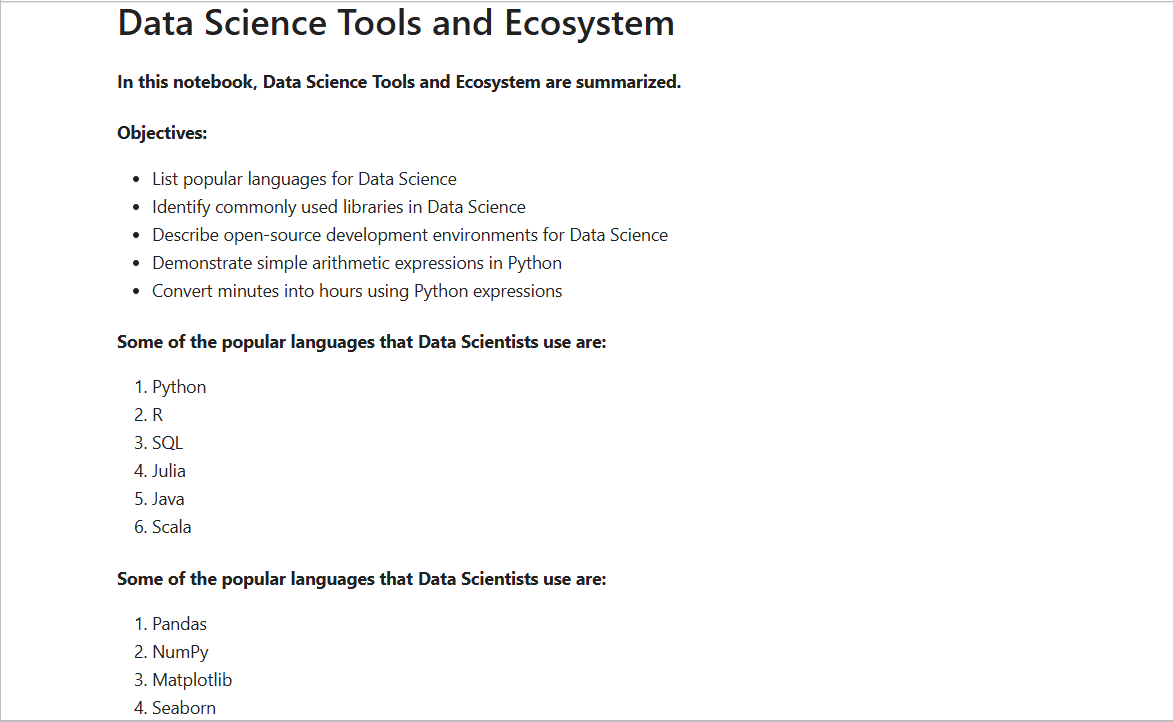 Data Science Tools and Ecosystem
In this notebook, Data Science Tools and Ecosystem are summarized.
Objectives:
• List popular languages for Data Science
• Identify commonly used libraries in Data Science
• Describe open-source development environments for Data Science
• Demonstrate simple arithmetic expressions in Python
• Convert minutes into hours using Python expressions
Some of the popular languages that Data Scientists use are:
1. Python
2. R
3. SQL
4. Julia
5. Java
6. Scala
Some of the popular languages that Data Scientists use are:
1. Pandas
2. NumPy
3. Matplotlib
4. Seaborn